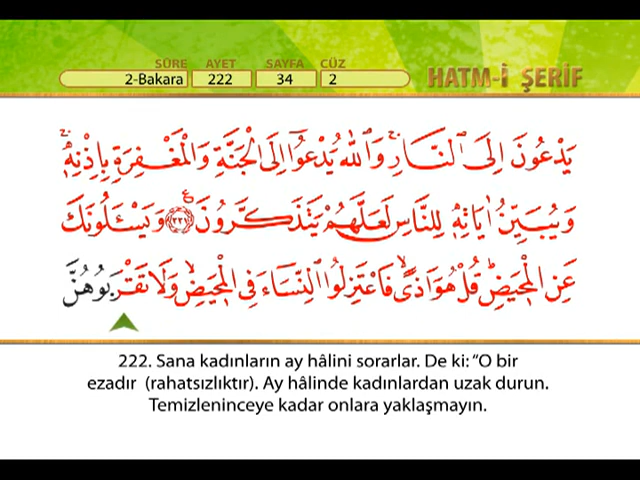 SÛRE AYET SAYFA CÜZ
2-Bakara 222 34 2
HATM-İ ŞERİF
يَدْعُونَ اِلَى النَّارِۚ وَاللّٰهُ يَدْعُٓوا اِلَى الْجَنَّةِ وَالْمَغْفِرَةِ بِاِذْنِه۪ۚ
وَيُبَيِّنُ اٰيَاتِه۪ لِلنَّاسِ لَعَلَّهُمْ يَتَذَكَّرُونَ ﴿٢٢١﴾ وَيَسْـَٔلُونَكَ
عَنِ الْمَح۪يضِۜ قُلْ هُوَ اَذًىۙ فَاعْتَزِلُوا النِّسَٓاءَ فِي الْمَح۪يضِۙ وَلَا تَقْرَبُوهُنَّ
222. Sana kadınların ay hâlini sorarlar. De ki: “O bir
ezadır (rahatsızlıktır). Ay hâlinde kadınlardan uzak durun.
Temizleninceye kadar onlara yaklaşmayın.